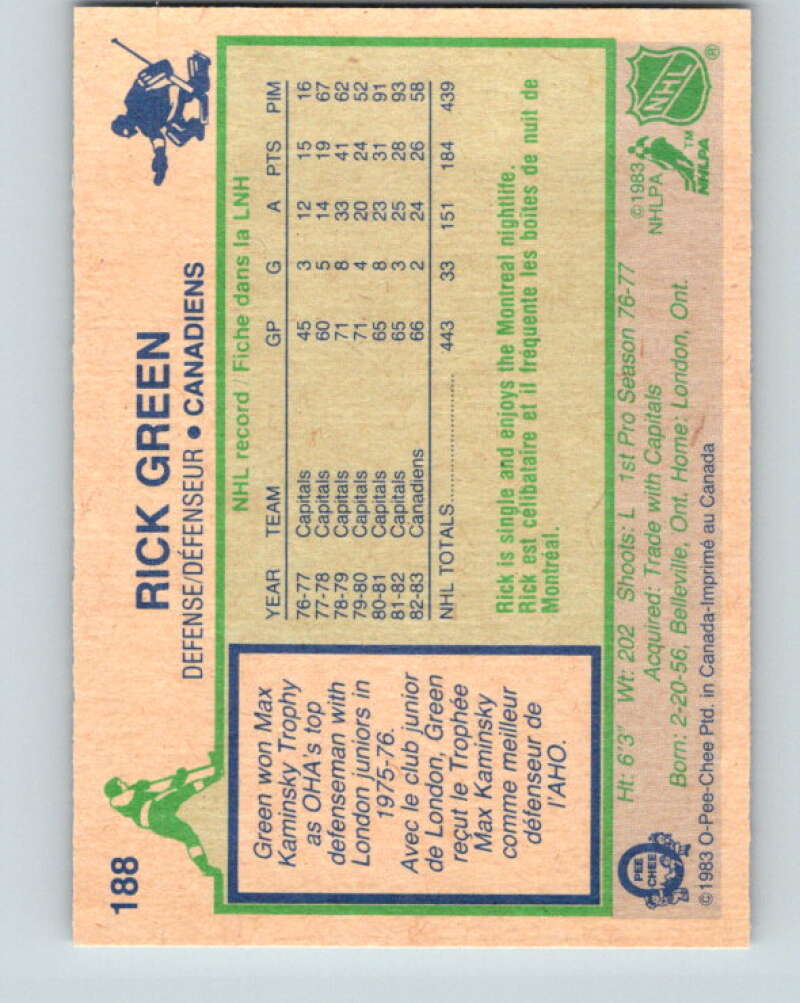 188
RICK GREEN
DEFENSE/DÉFENSEUR • CANADIENS
Green won Max
Kaminsky Trophy
as OHA's top
defenseman with
London juniors in
1975-76.
Avec le club junior
de London, Green
reçut le Trophée
Max Kaminsky
comme meilleur
défenseur de
l'AHO.
NHL record / Fiche dans la LNH
YEAR TEAM GP G A PTS PIM
76-77 Capitals 45 3 12 15 16
77-78 Capitals 60 5 14 19 67
78-79 Capitals 71 8 33 41 62
79-80 Capitals 71 4 20 24 52
80-81 Capitals 65 8 23 31 91
81-82 Capitals 65 3 25 28 93
82-83 Canadiens 66 2 24 26 58
NHL TOTALS 443 33 151 184 439
Rick is single and enjoys the Montreal nightlife.
Rick est celibataire et il fréquente les boîtes de nuit de
Montréal.
Ht: 6'3" Wt: 202 Shoots: L 1st Pro Season 76-77
Acquired: Trade with Capitals
Born: 2-20-56, Belleville, Ont. Home: London, Ont.
©1983 O-Pee-Chee Ptd. in Canada-Imprimé au Canada
O
PEE
CHEE
©1983
NHLPA
TM
NHLPA
NHL
®